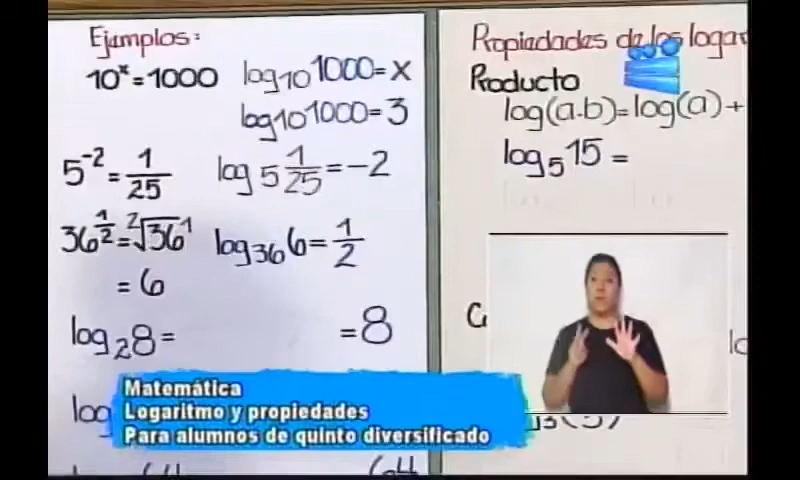 Ejemplos:
10^x = 1000 log₁₀1000 = x
log₁₀1000 = 3
5⁻² = 1/25 log₅ 1/25 = -2
36^(1/2) = ²√36¹ log₃₆6 = 1/2
= 6
log₂8 = = 8
log
Propiedades de los
Producto
log(a.b) = log(a) +
log₅15 =
Matemática
Logaritmo y propiedades
Para alumnos de quinto diversificado